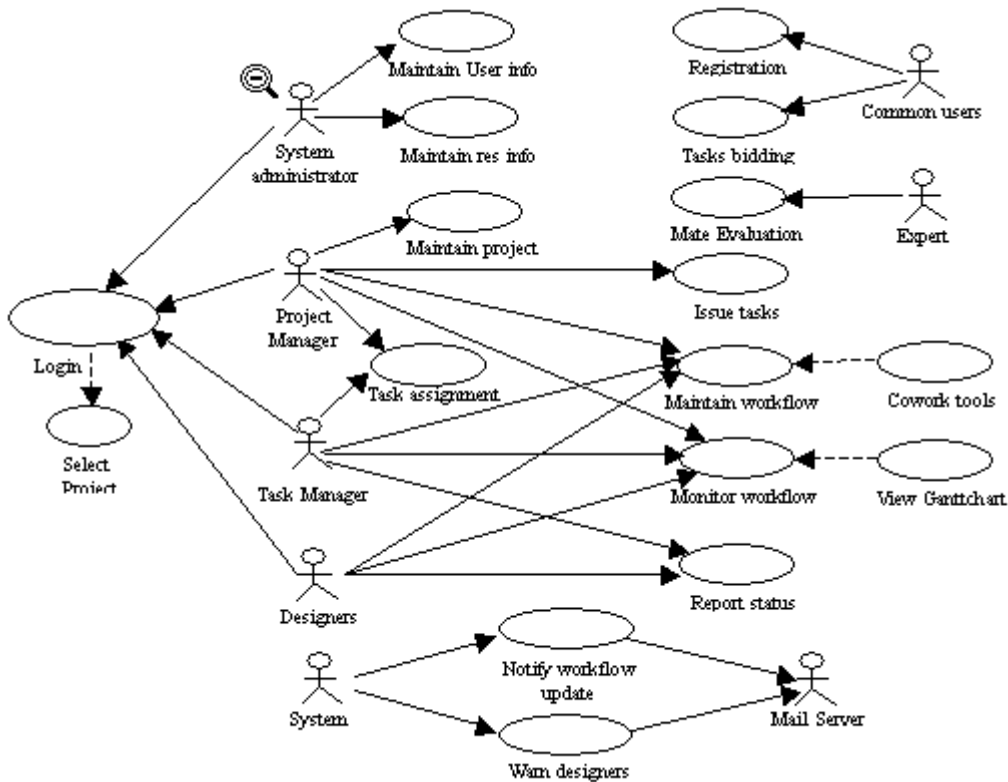 Maintain User info
Registration
Common users
System
administrator
Maintain res info
Tasks bidding
Maintain project
Mate Evaluation
Expert
Project
Manager
Issue tasks
Login
Task assignment
Maintain workflow
Cowork tools
Select
Project
Task Manager
Monitor workflow
View Ganttchart
Designers
Report status
Notify workflow
update
System
Mail Server
Warn designers